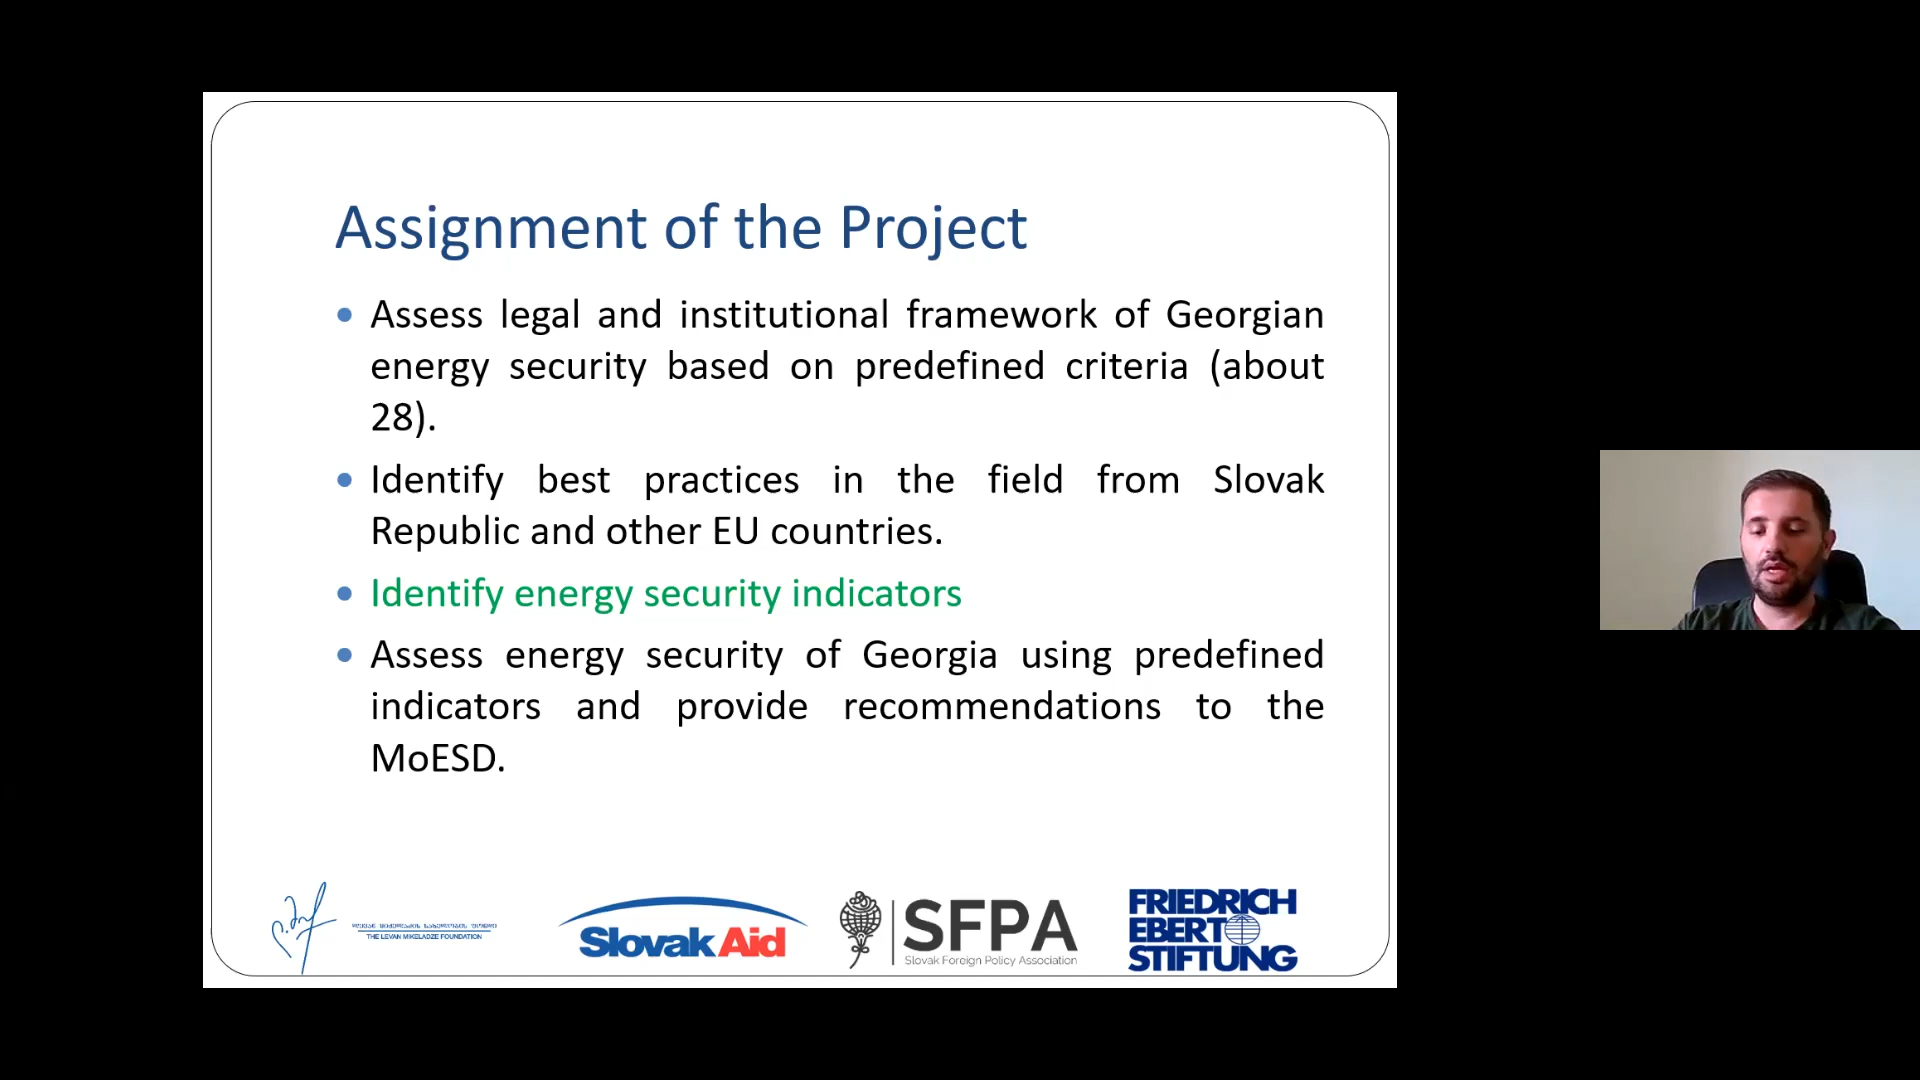 Assignment of the Project
• Assess legal and institutional framework of Georgian
energy security based on predefined criteria (about
28).
• Identify best practices in the field from Slovak
Republic and other EU countries.
• Identify energy security indicators
• Assess energy security of Georgia using predefined
indicators and provide recommendations to the
MoESD.
THE LEVAN MIKELADZE FOUNDATION
SlovakAid
SFPA
Slovak Foreign Policy Association
FRIEDRICH
EBERT
STIFTUNG